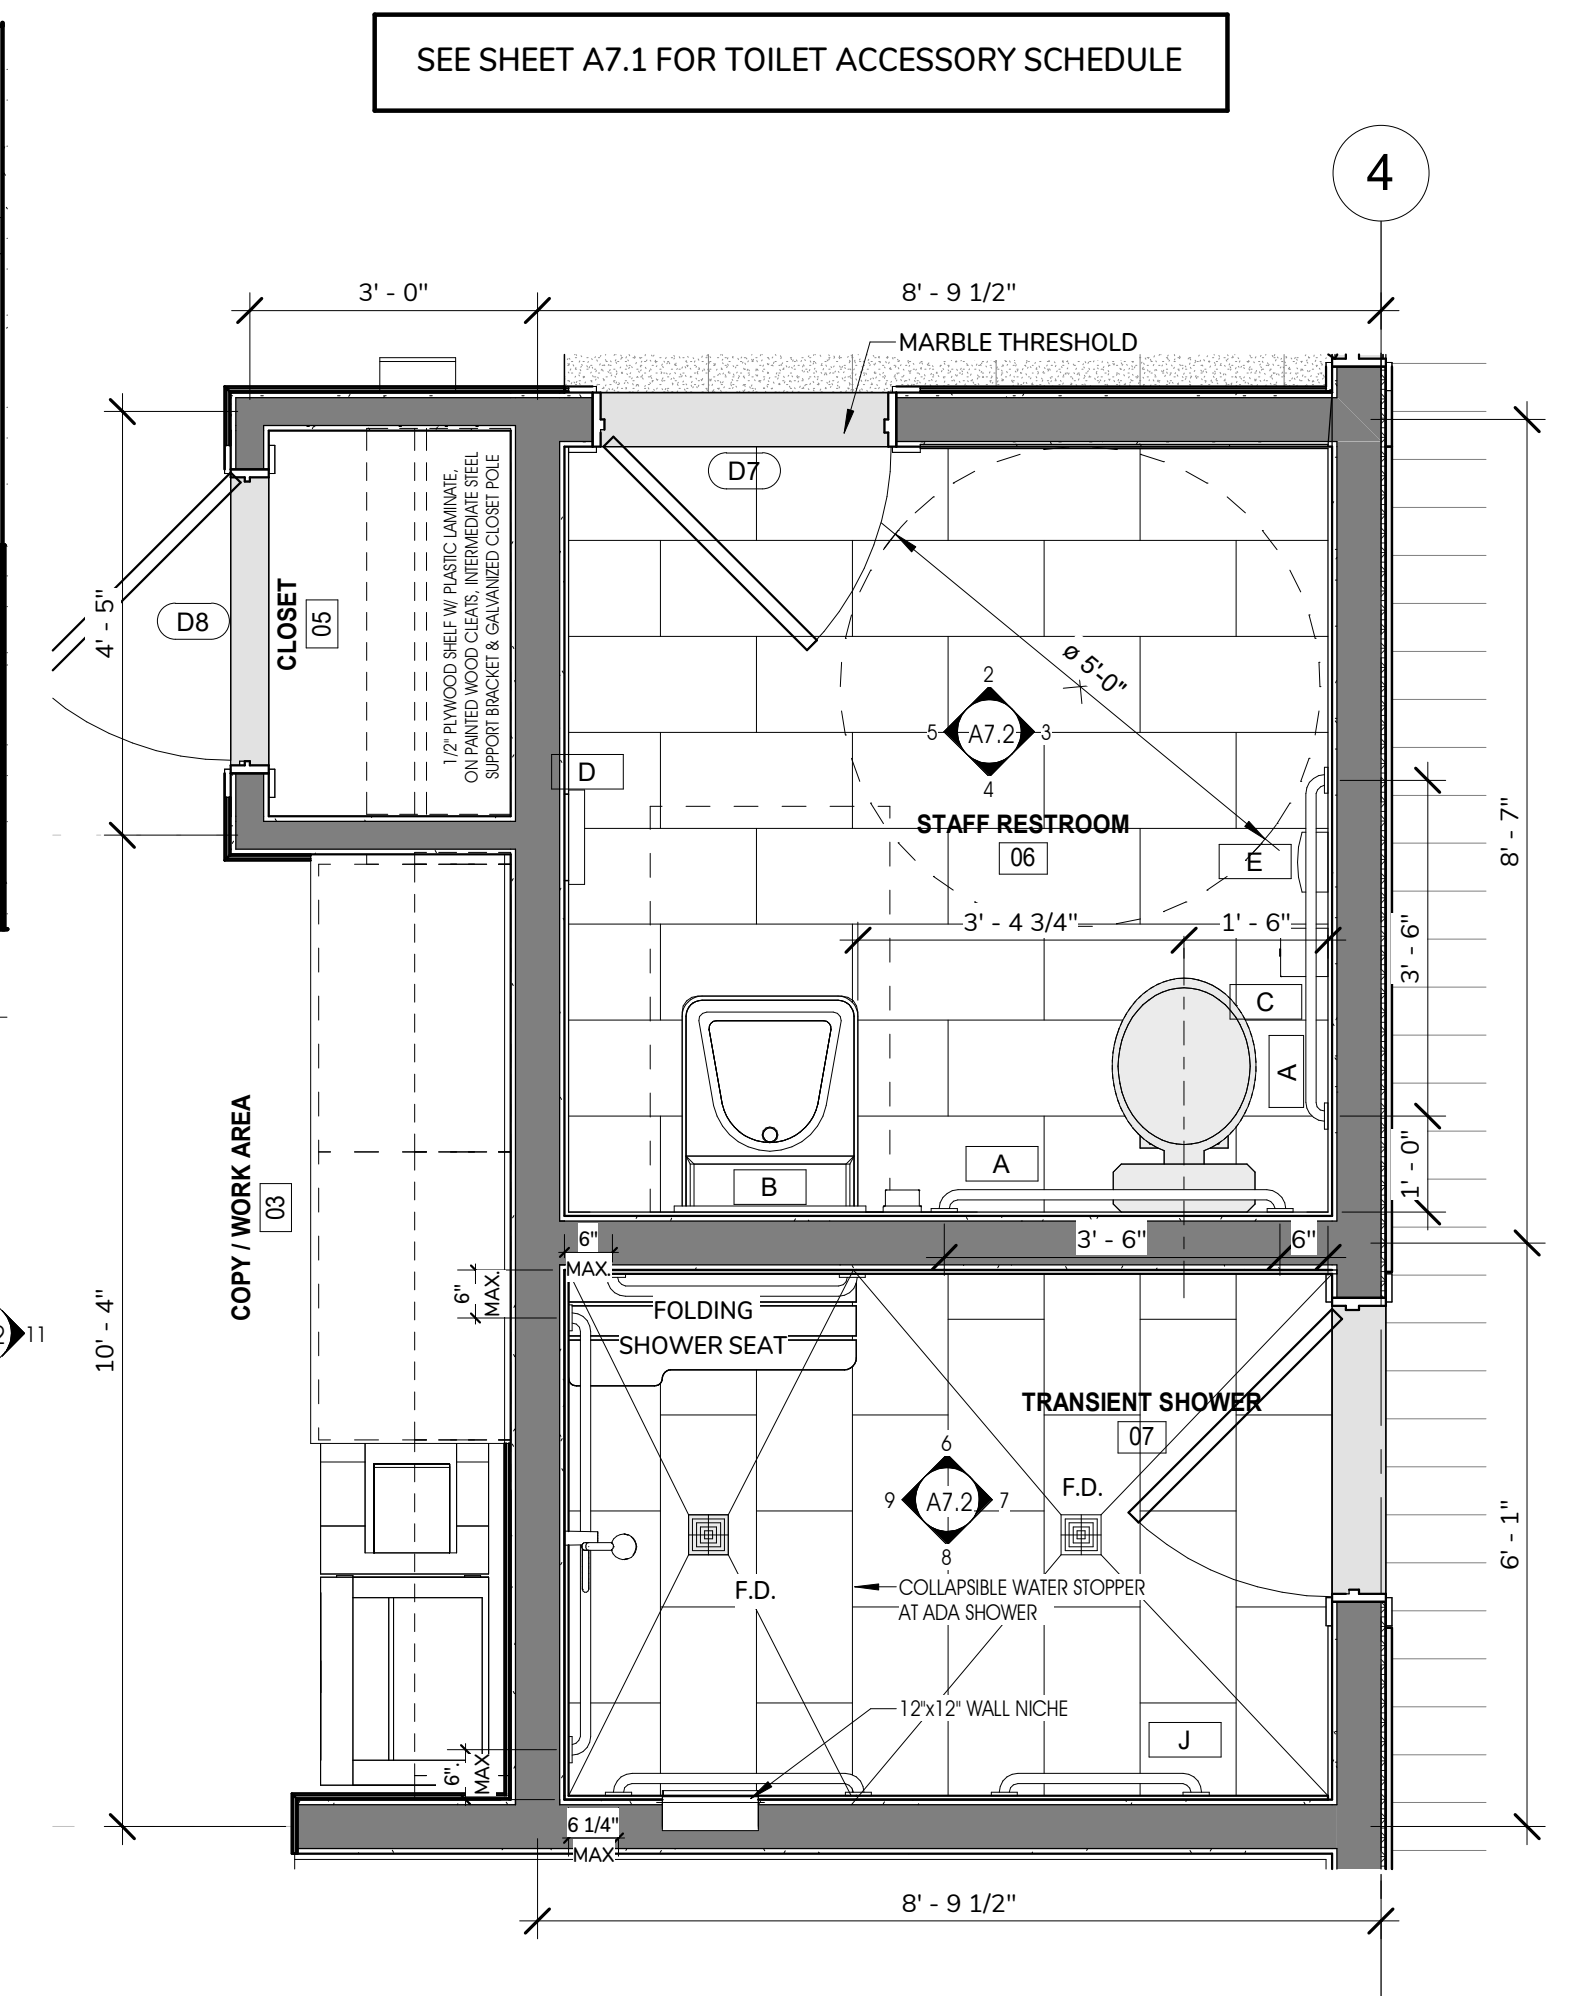 SEE SHEET A7.1 FOR TOILET ACCESSORY SCHEDULE
4
3' - 0"
8' - 9 1/2"
MARBLE THRESHOLD
D7
D8
4' - 5"
CLOSET
05
1/2" PLYWOOD SHELF W/ PLASTIC LAMINATE,
ON PAINTED WOOD CLEATS, INTERMEDIATE STEEL
SUPPORT BRACKET & GALVANIZED CLOSET POLE
ø 5'-0"
2
5
A7.2
3
4
D
STAFF RESTROOM
06
E
8' - 7"
3' - 4 3/4"
1' - 6"
3' - 6"
C
A
A
B
1' - 0"
COPY / WORK AREA
03
6"
MAX.
3' - 6"
6"
6"
MAX.
FOLDING
SHOWER SEAT
11
10' - 4"
TRANSIENT SHOWER
07
6
9
A7.2
7
8
F.D.
F.D.
6' - 1"
COLLAPSIBLE WATER STOPPER
AT ADA SHOWER
12"x12" WALL NICHE
J
6"
MAX.
6 1/4"
MAX
8' - 9 1/2"